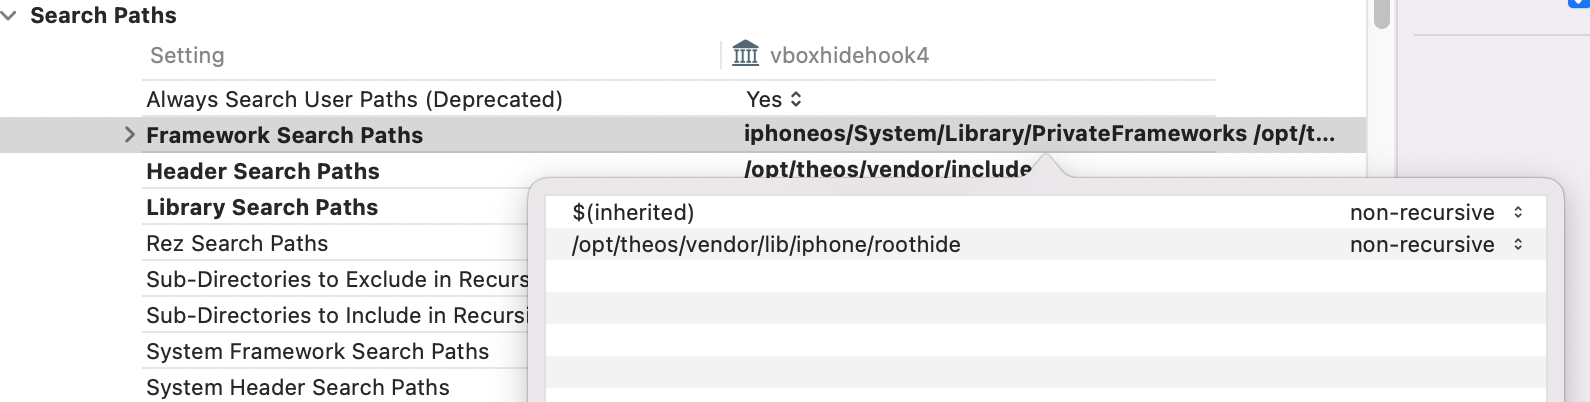 Search Paths
Setting vboxhidehook4
Always Search User Paths (Deprecated) Yes
Framework Search Paths iphoneos/System/Library/PrivateFrameworks /opt/t...
Header Search Paths /opt/theos/vendor/include
Library Search Paths
$(inherited) non-recursive
Rez Search Paths
/opt/theos/vendor/lib/iphone/roothide non-recursive
Sub-Directories to Exclude in Recurs
Sub-Directories to Include in Recursi
System Framework Search Paths
System Header Search Paths